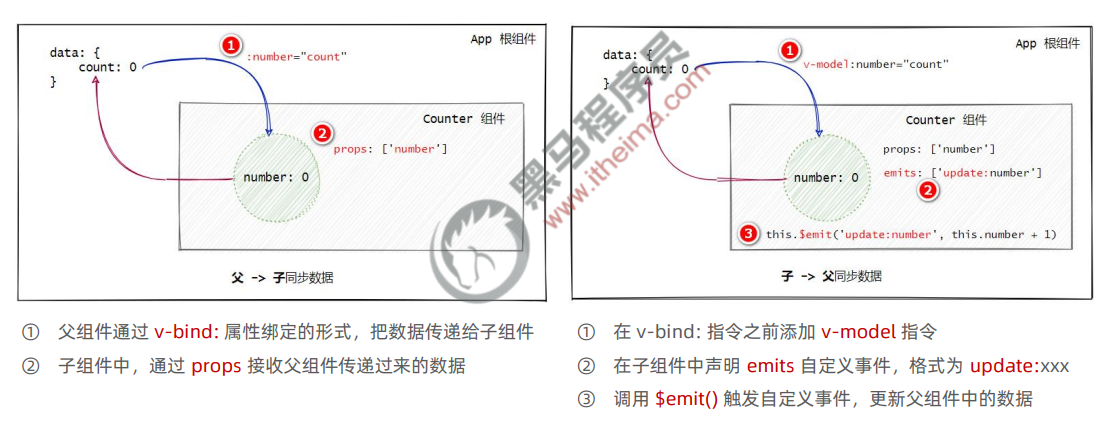 App 根组件
data: {
count: 0
}
① :number="count"
Counter 组件
② props: ['number']
number: 0
父 -> 子同步数据
① 父组件通过 v-bind: 属性绑定的形式，把数据传递给子组件
② 子组件中，通过 props 接收父组件传递过来的数据
App 根组件
data: {
count: 0
}
① v-model:number="count"
Counter 组件
props: ['number']
number: 0
emits: ['update:number']
②
③ this.$emit('update:number', this.number + 1)
子 -> 父同步数据
① 在 v-bind: 指令之前添加 v-model 指令
② 在子组件中声明 emits 自定义事件，格式为 update:xxx
③ 调用 $emit() 触发自定义事件，更新父组件中的数据
黑马程序员
www.itheima.com